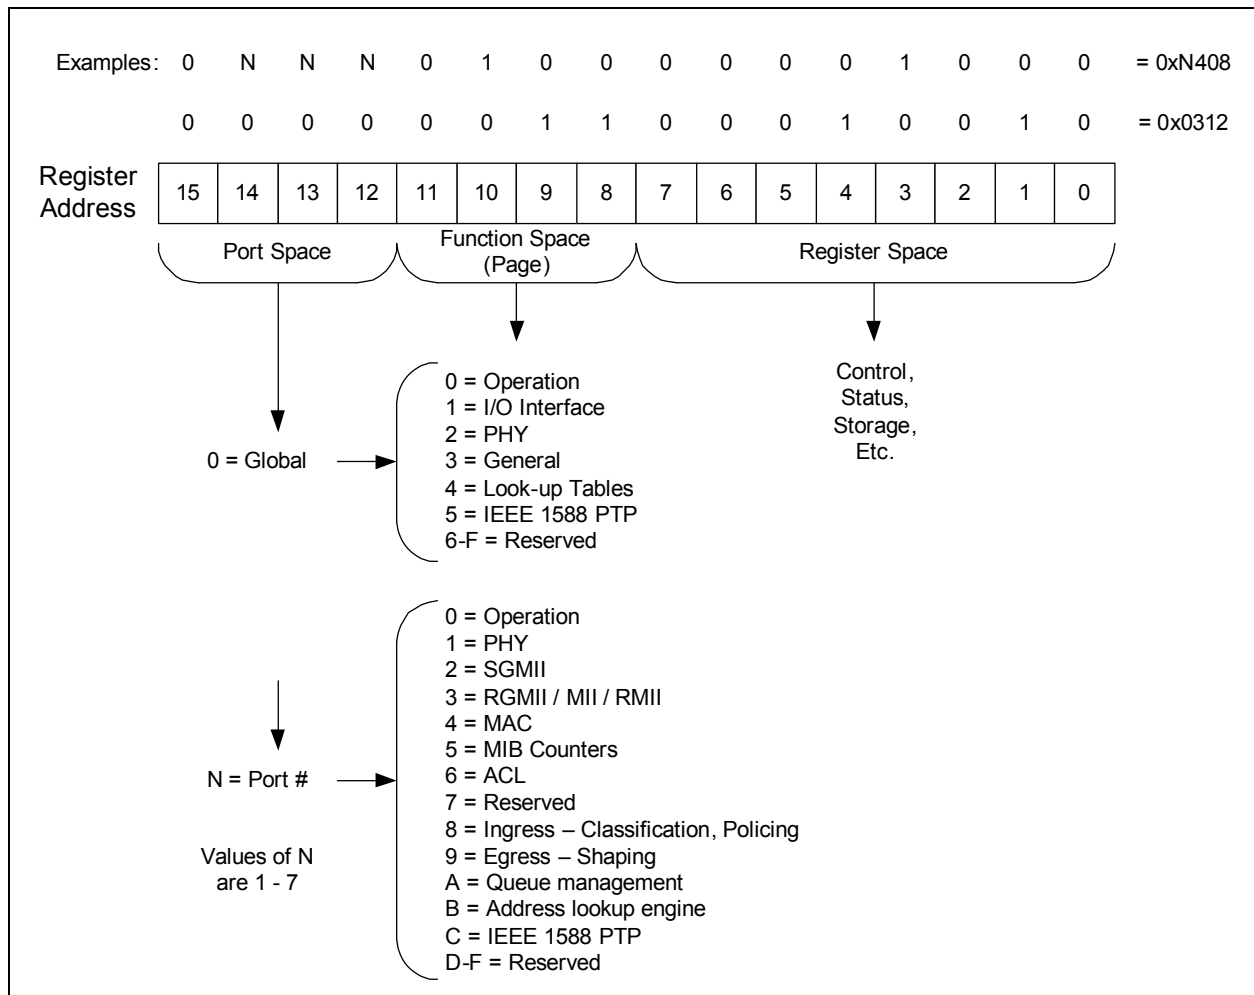 Examples: 0 N N N 0 1 0 0 0 0 0 0 1 0 0 0 = 0xN408
0 0 0 0 0 0 1 1 0 0 0 1 0 0 1 0 = 0x0312
Register
Address
15 14 13 12 11 10 9 8 7 6 5 4 3 2 1 0
Port Space
Function Space
(Page)
Register Space
0 = Global
0 = Operation
1 = I/O Interface
2 = PHY
3 = General
4 = Look-up Tables
5 = IEEE 1588 PTP
6-F = Reserved
Control,
Status,
Storage,
Etc.
N = Port #
Values of N
are 1 - 7
0 = Operation
1 = PHY
2 = SGMII
3 = RGMII / MII / RMII
4 = MAC
5 = MIB Counters
6 = ACL
7 = Reserved
8 = Ingress – Classification, Policing
9 = Egress – Shaping
A = Queue management
B = Address lookup engine
C = IEEE 1588 PTP
D-F = Reserved